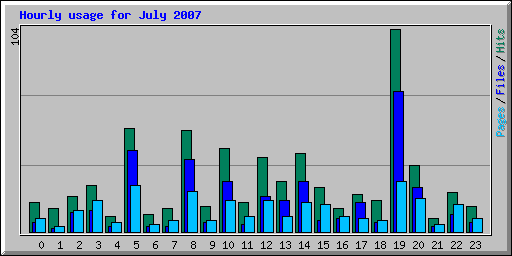 Hourly usage for July 2007
104
Pages / Files / Hits
0 1 2 3 4 5 6 7 8 9 10 11 12 13 14 15 16 17 18 19 20 21 22 23